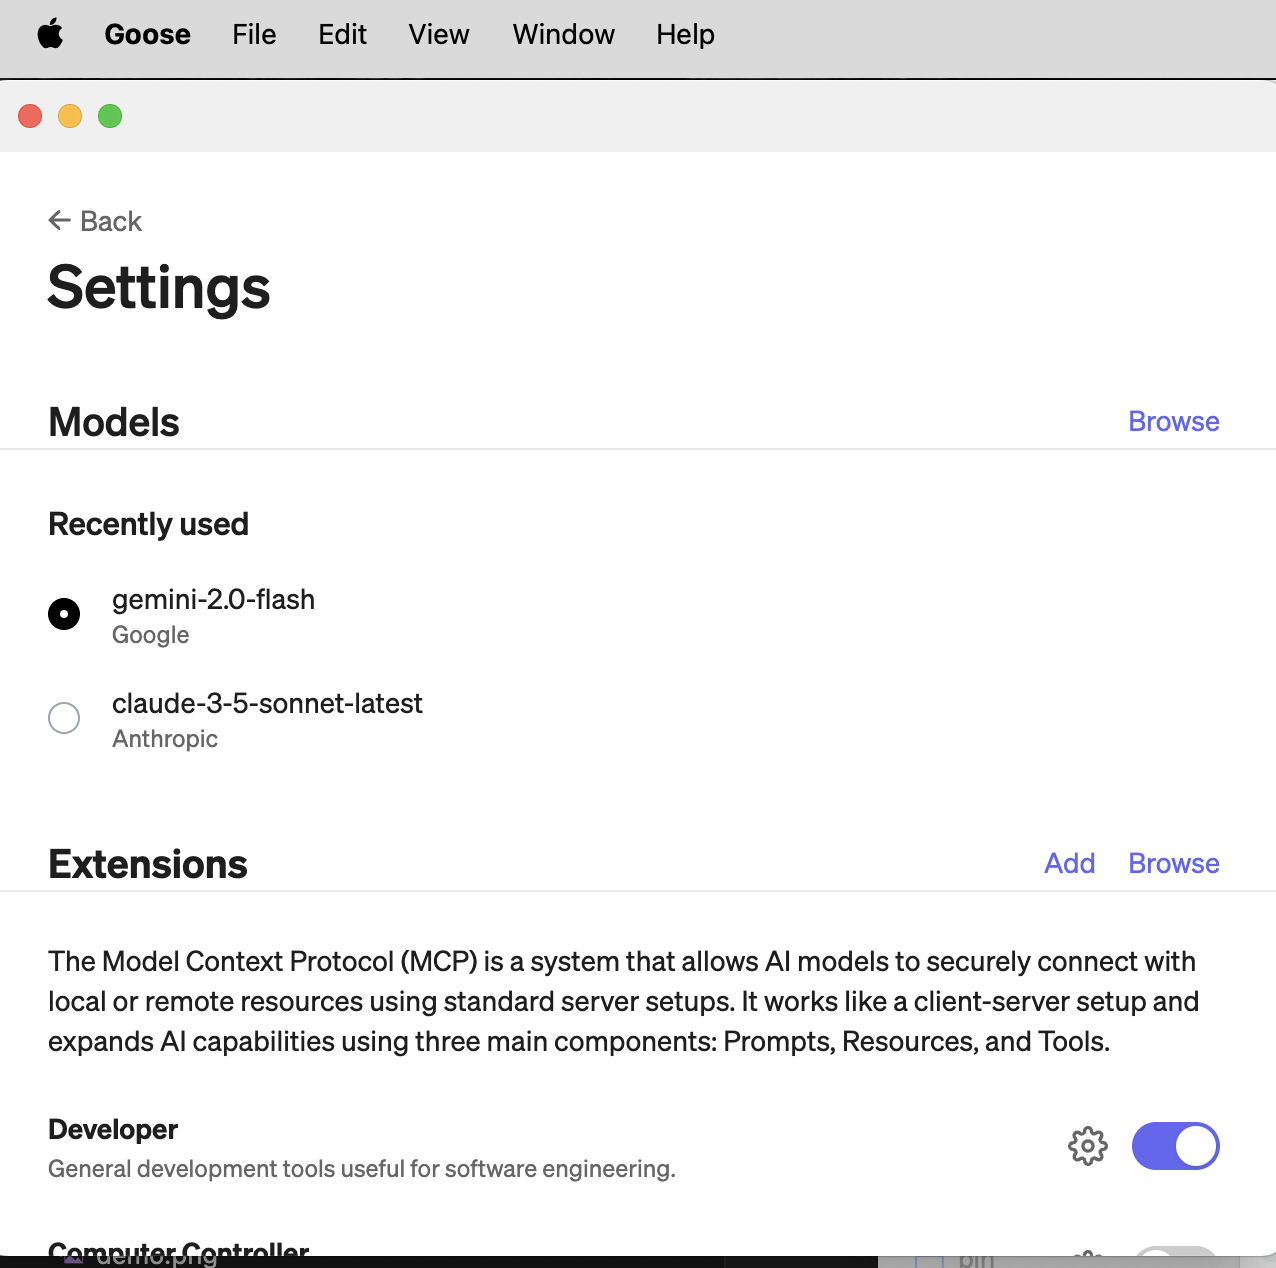 Goose File Edit View Window Help
← Back
Settings
Models Browse
Recently used
gemini-2.0-flash
Google
claude-3-5-sonnet-latest
Anthropic
Extensions Add Browse
The Model Context Protocol (MCP) is a system that allows AI models to securely connect with
local or remote resources using standard server setups. It works like a client-server setup and
expands AI capabilities using three main components: Prompts, Resources, and Tools.
Developer
General development tools useful for software engineering.
Computer Controller
demo.png bin